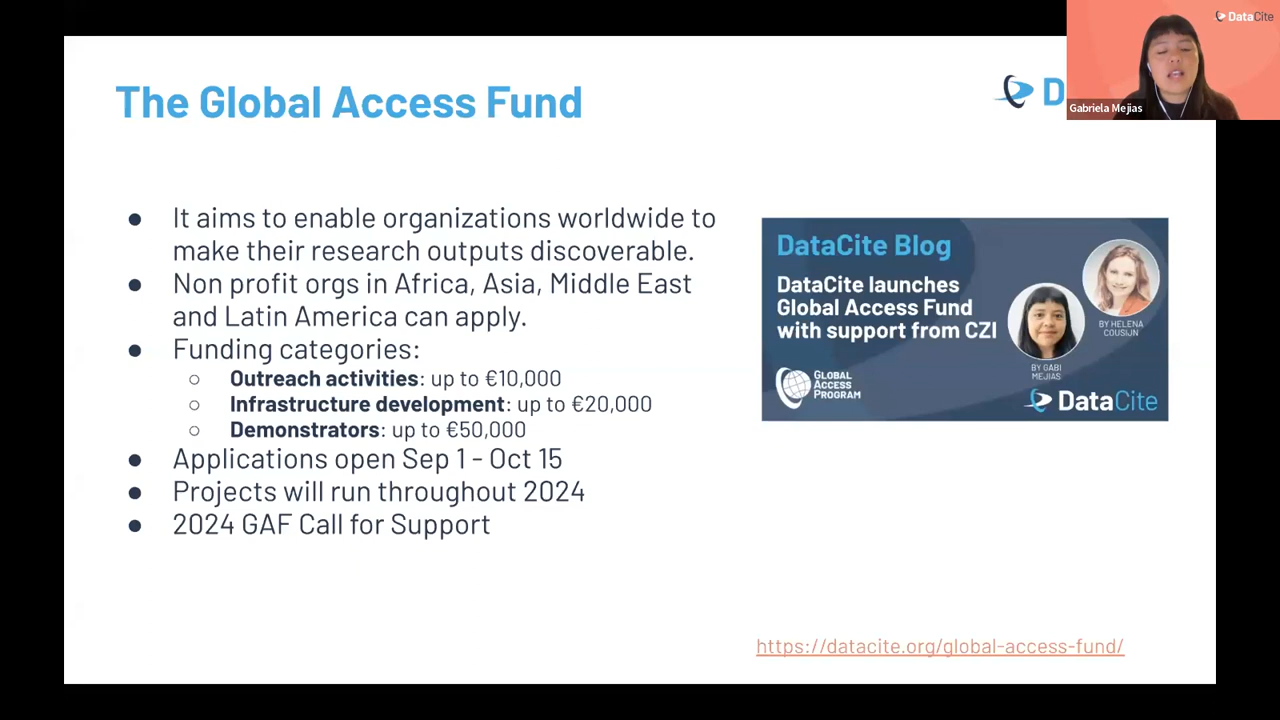 DataCite
Gabriela Mejias
The Global Access Fund
D
● It aims to enable organizations worldwide to
make their research outputs discoverable.
● Non profit orgs in Africa, Asia, Middle East
and Latin America can apply.
● Funding categories:
○ Outreach activities: up to €10,000
○ Infrastructure development: up to €20,000
○ Demonstrators: up to €50,000
● Applications open Sep 1 - Oct 15
● Projects will run throughout 2024
● 2024 GAF Call for Support
DataCite Blog
DataCite launches
Global Access Fund
with support from CZI
BY HELENA
COUSIJN
BY GABI
MEJIAS
GLOBAL
ACCESS
PROGRAM
DataCite
https://datacite.org/global-access-fund/